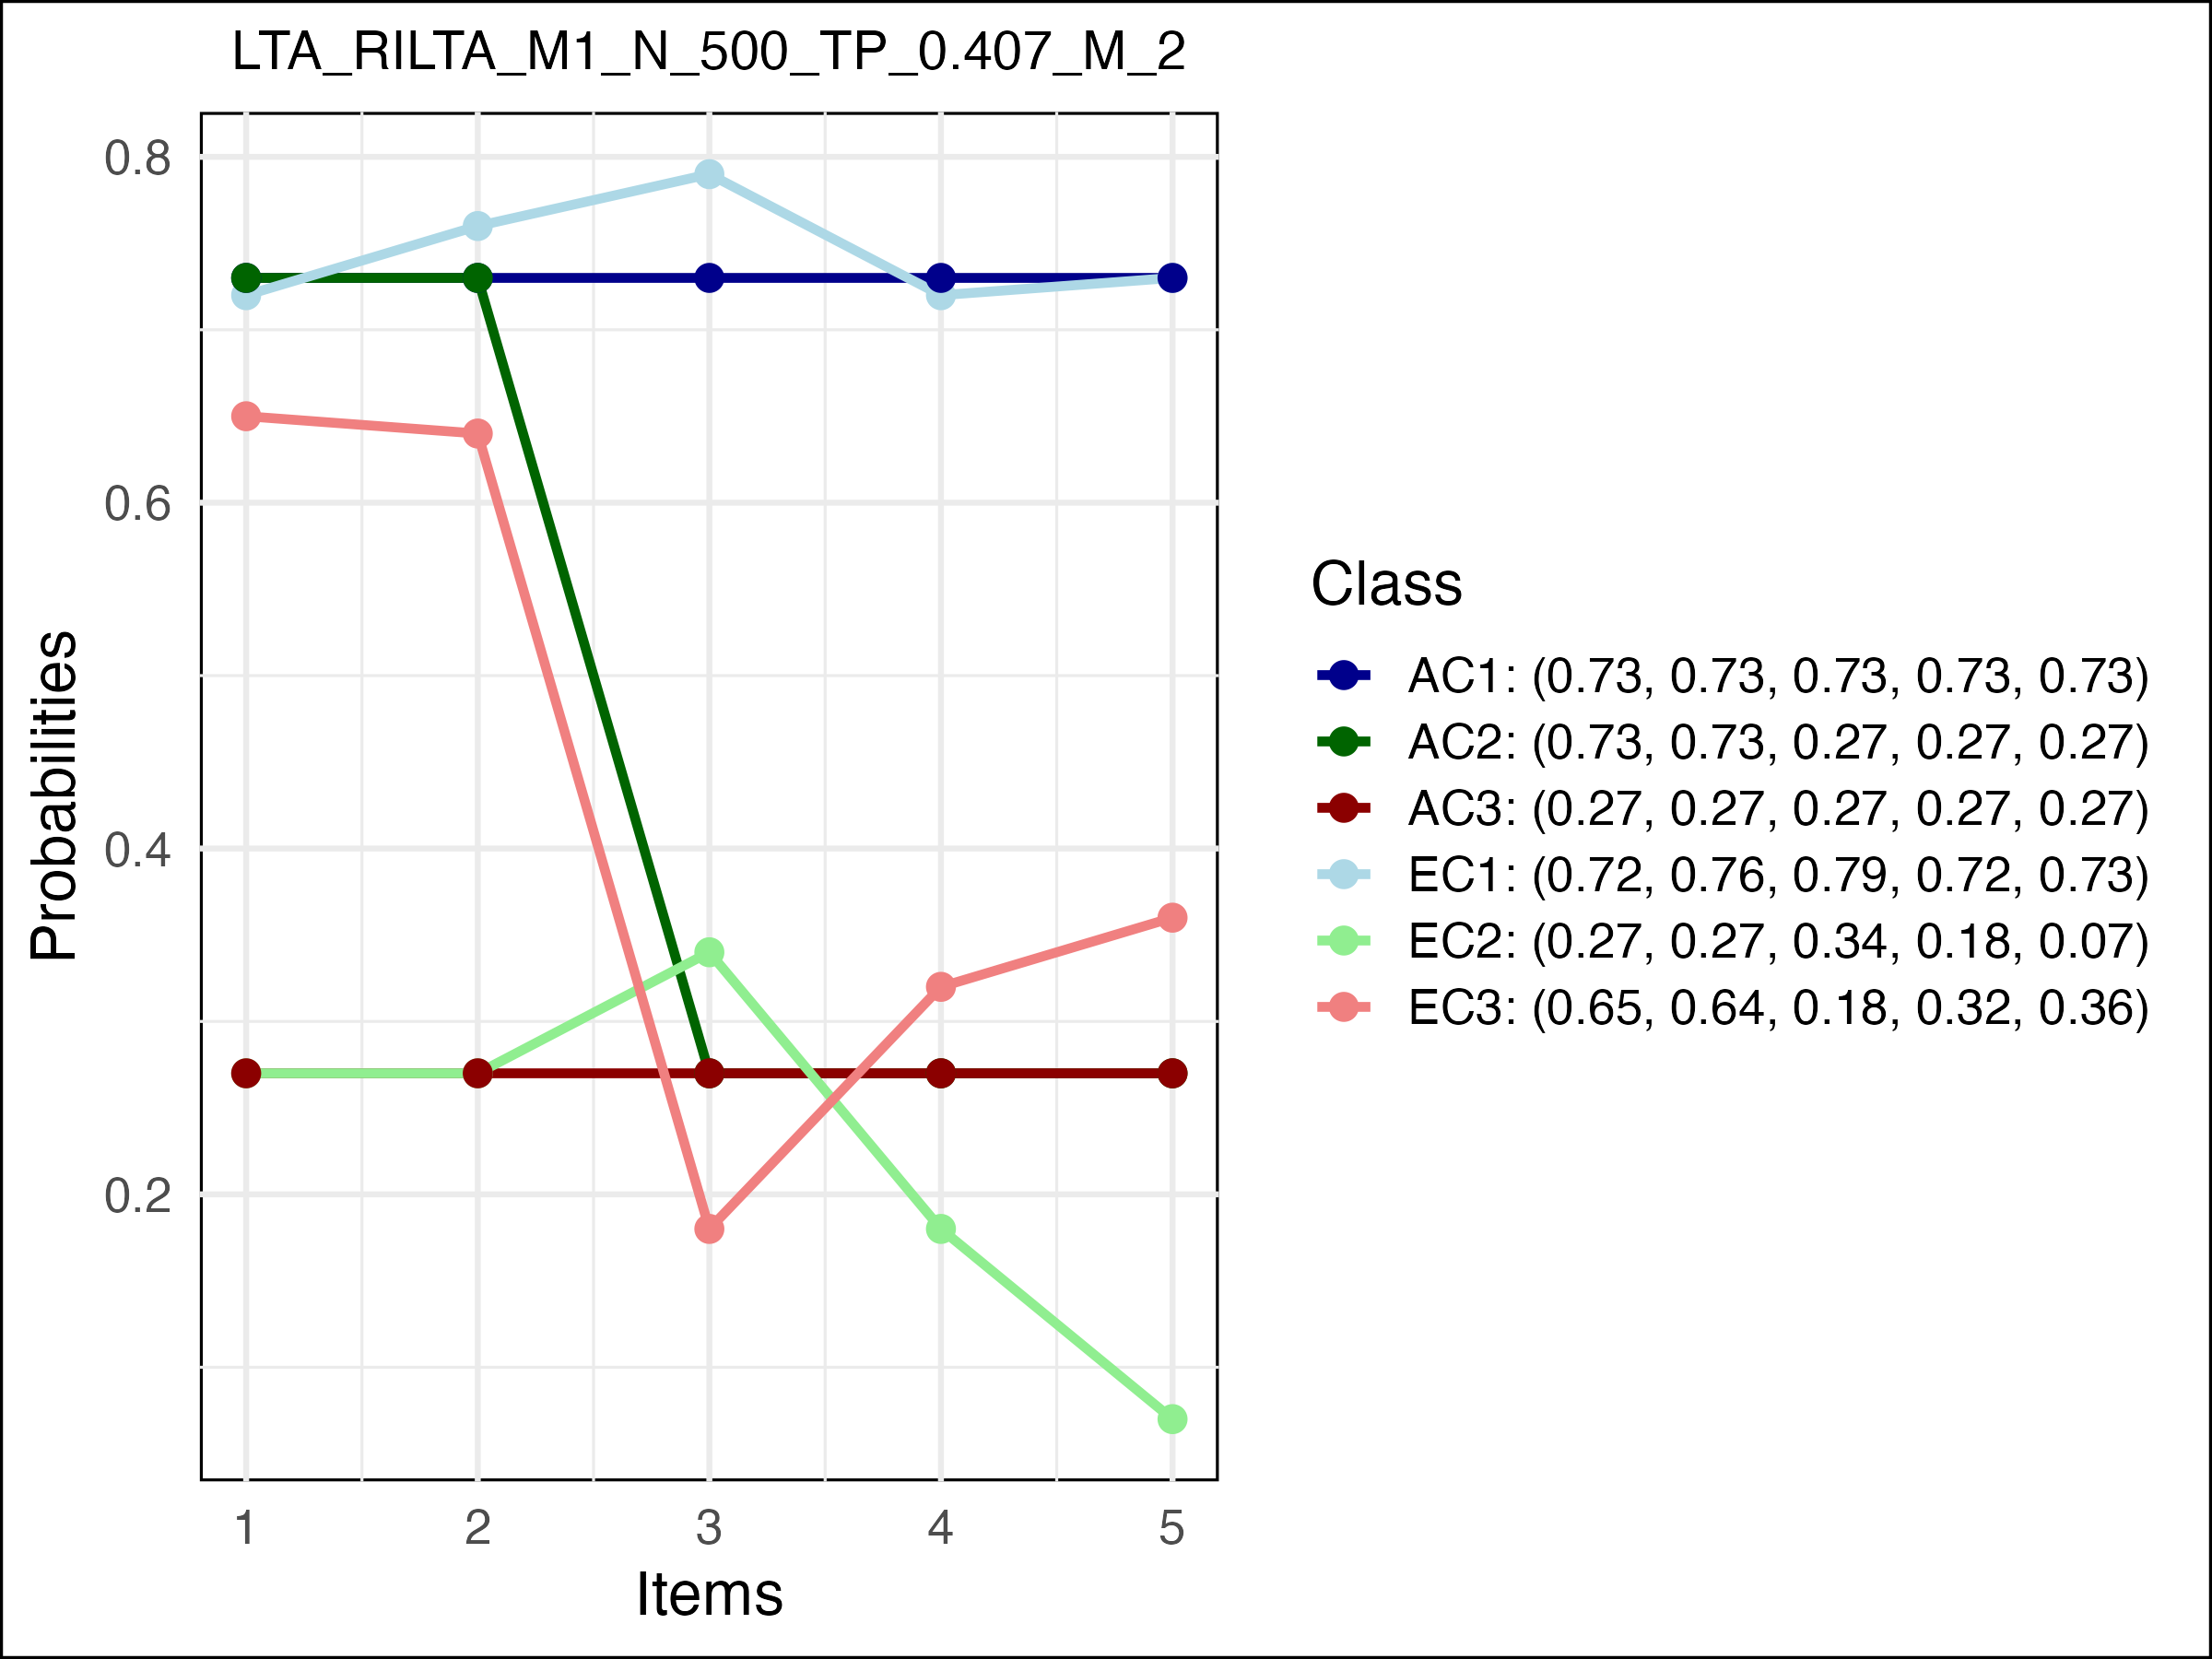 LTA_RILTA_M1_N_500_TP_0.407_M_2
0.8
0.6
0.4
0.2
Probabilities
1 2 3 4 5
Items
Class
AC1: (0.73, 0.73, 0.73, 0.73, 0.73)
AC2: (0.73, 0.73, 0.27, 0.27, 0.27)
AC3: (0.27, 0.27, 0.27, 0.27, 0.27)
EC1: (0.72, 0.76, 0.79, 0.72, 0.73)
EC2: (0.27, 0.27, 0.34, 0.18, 0.07)
EC3: (0.65, 0.64, 0.18, 0.32, 0.36)